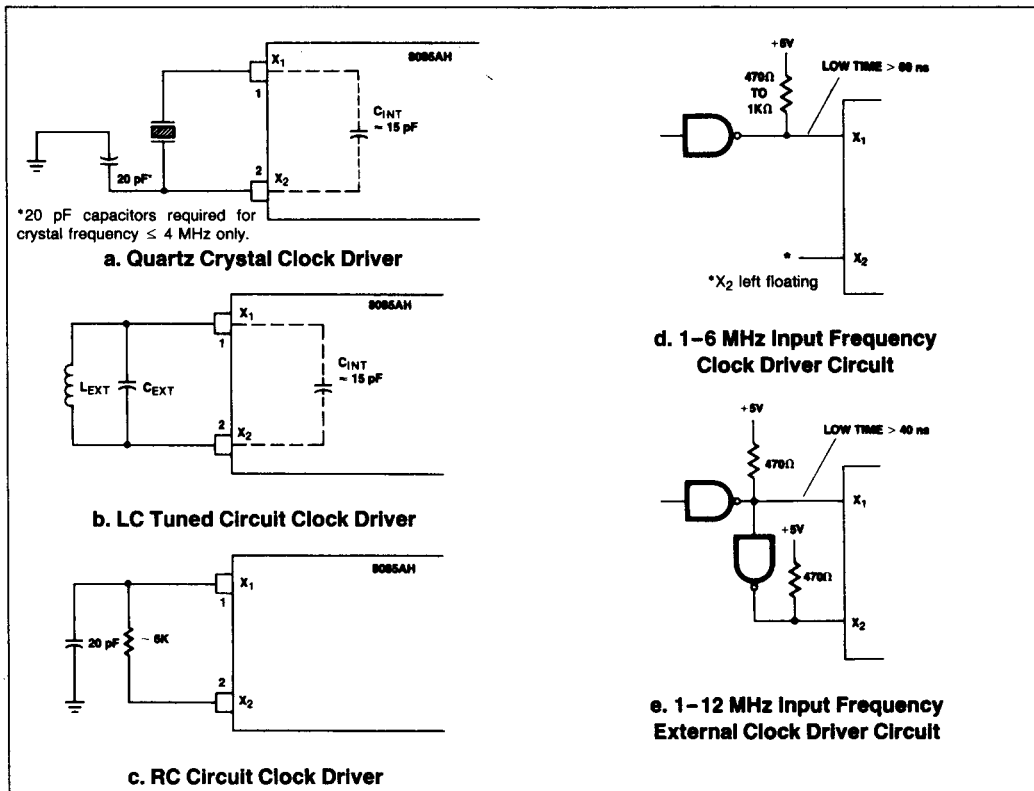 8085AH
X1
1
CINT
~ 15 pF
2
X2
20 pF*
*20 pF capacitors required for
crystal frequency ≤ 4 MHz only.
a. Quartz Crystal Clock Driver
8085AH
X1
1
LEXT
CEXT
CINT
~ 15 pF
2
X2
b. LC Tuned Circuit Clock Driver
8085AH
X1
1
20 pF
~ 6K
2
X2
c. RC Circuit Clock Driver
+5V
470Ω
TO
1KΩ
LOW TIME > 60 ns
X1
*
X2
*X2 left floating
d. 1–6 MHz Input Frequency
Clock Driver Circuit
+5V
470Ω
LOW TIME > 40 ns
X1
+5V
470Ω
X2
e. 1–12 MHz Input Frequency
External Clock Driver Circuit